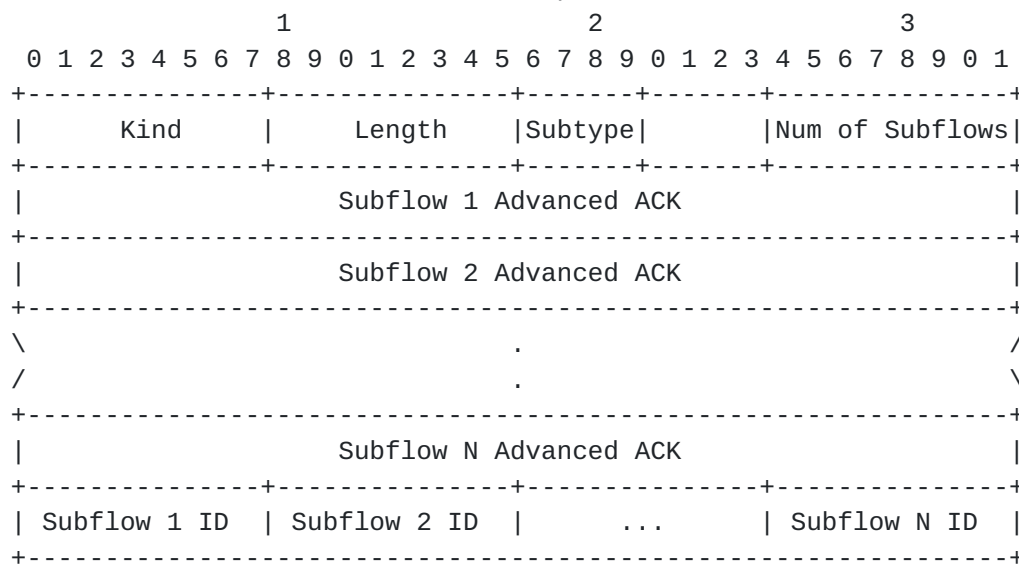 1                   2                   3
 0 1 2 3 4 5 6 7 8 9 0 1 2 3 4 5 6 7 8 9 0 1 2 3 4 5 6 7 8 9 0 1
+---------------+---------------+-------+-------+---------------+
|      Kind     |     Length    |Subtype|       |Num of Subflows|
+---------------+---------------+-------+-------+---------------+
|                    Subflow 1 Advanced ACK                     |
+---------------------------------------------------------------+
|                    Subflow 2 Advanced ACK                     |
+---------------------------------------------------------------+
\                               .                               /
/                               .                               \
+---------------------------------------------------------------+
|                    Subflow N Advanced ACK                     |
+---------------+---------------+---------------+---------------+
| Subflow 1 ID  | Subflow 2 ID  |      ...      | Subflow N ID  |
+---------------------------------------------------------------+